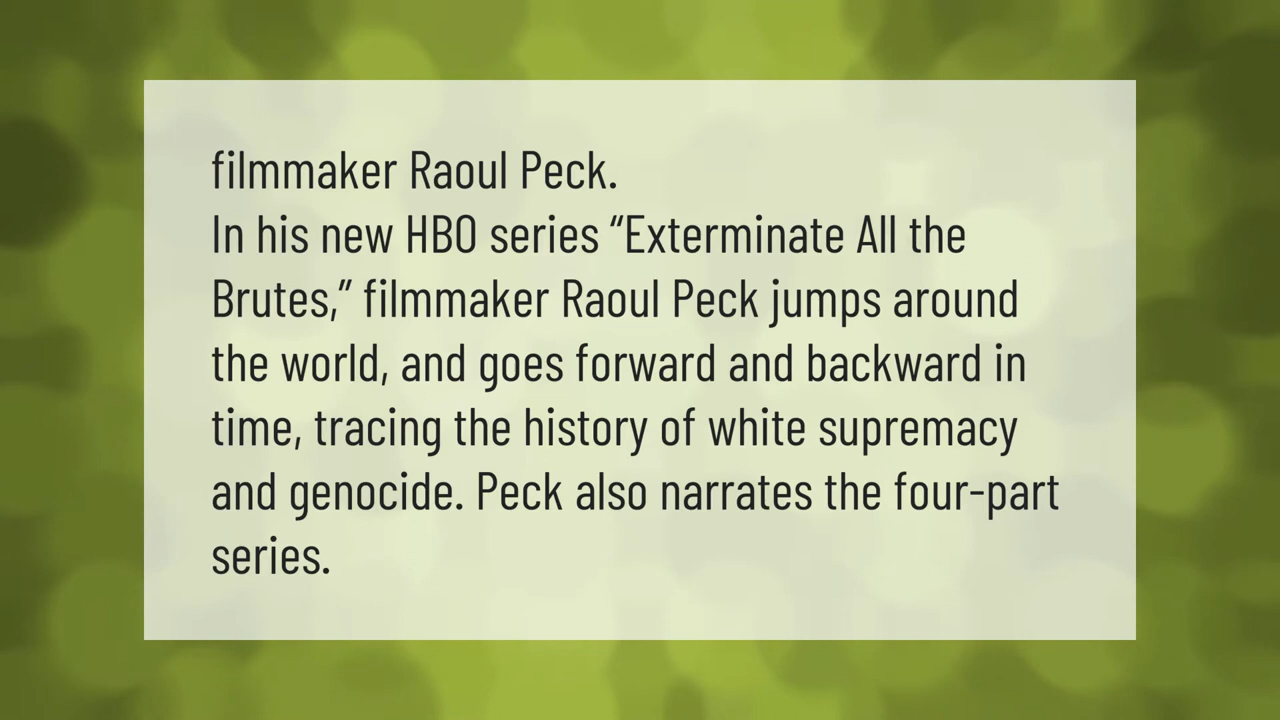 filmmaker Raoul Peck.
In his new HBO series “Exterminate All the
Brutes,” filmmaker Raoul Peck jumps around
the world, and goes forward and backward in
time, tracing the history of white supremacy
and genocide. Peck also narrates the four-part
series.